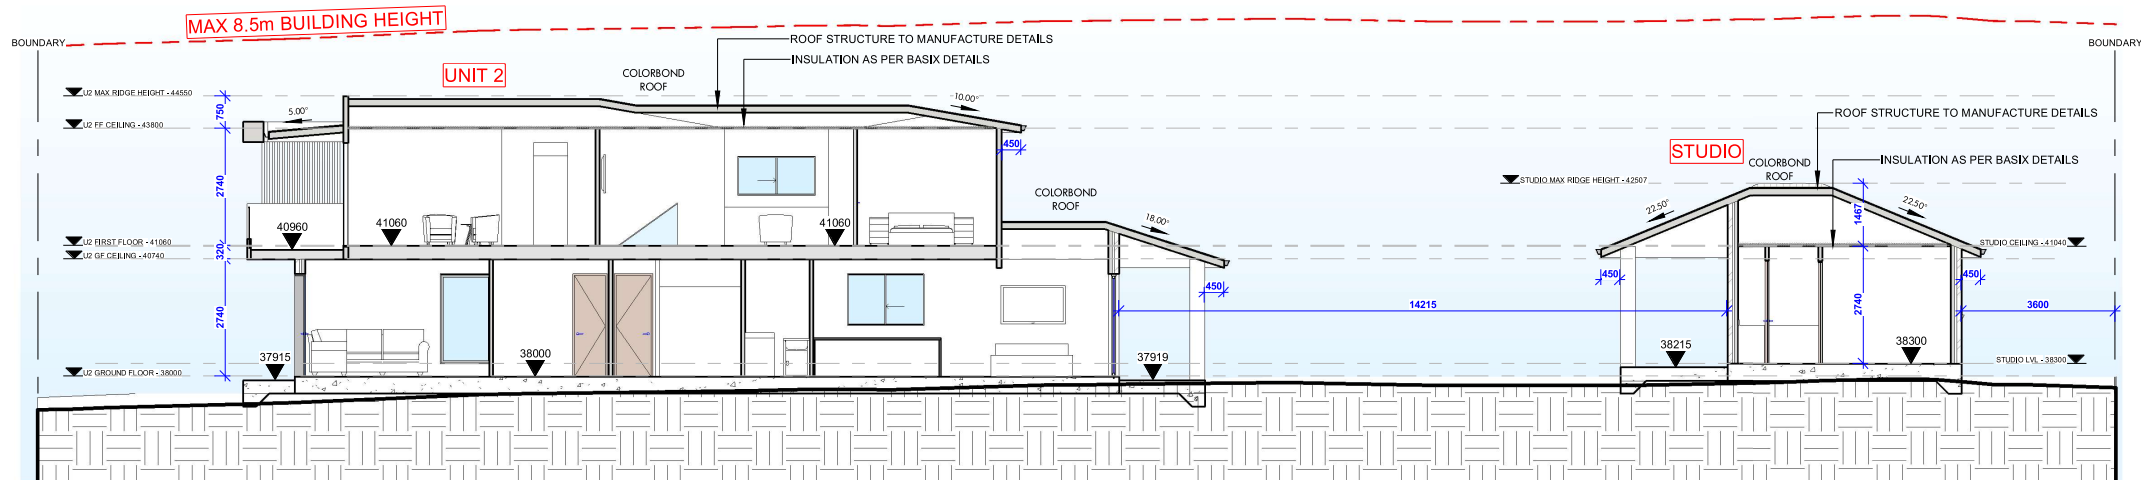 MAX 8.5m BUILDING HEIGHT
BOUNDARY
BOUNDARY
ROOF STRUCTURE TO MANUFACTURE DETAILS
INSULATION AS PER BASIX DETAILS
UNIT 2
COLORBOND
ROOF
U2 MAX RIDGE HEIGHT - 44550
750
5.00°
10.00°
U2 FF CEILING - 43800
450
2740
ROOF STRUCTURE TO MANUFACTURE DETAILS
STUDIO
INSULATION AS PER BASIX DETAILS
COLORBOND
ROOF
STUDIO MAX RIDGE HEIGHT - 42507
COLORBOND
ROOF
18.00°
22.50°
22.50°
1467
40960
41060
41060
U2 FIRST FLOOR - 41060
320
U2 GF CEILING - 40740
STUDIO CEILING - 41040
450
450
450
2740
14215
2740
3600
37915
38000
37919
38215
38300
U2 GROUND FLOOR - 38000
STUDIO LVL - 38300